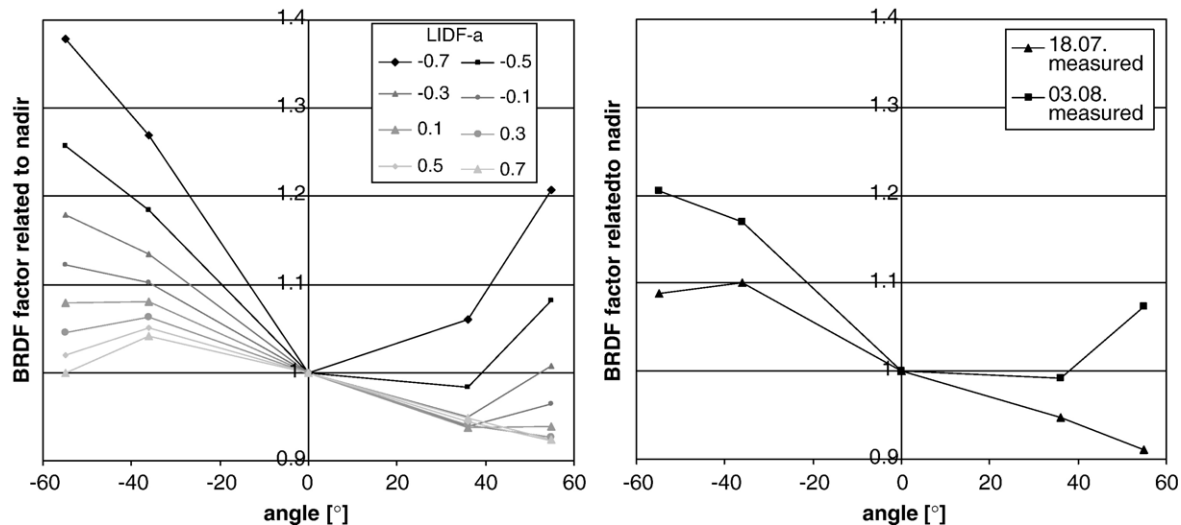 1.4
LIDF-a
-0.7 -0.5
-0.3 -0.1
0.1 0.3
0.5 0.7
1.3
1.2
1.1
1
0.9
-60 -40 -20 0 20 40 60
angle [°]
BRDF factor related to nadir
1.4
18.07.
measured
03.08.
measured
1.3
1.2
1.1
1
0.9
-60 -40 -20 0 20 40 60
angle [°]
BRDF factor relatedto nadir